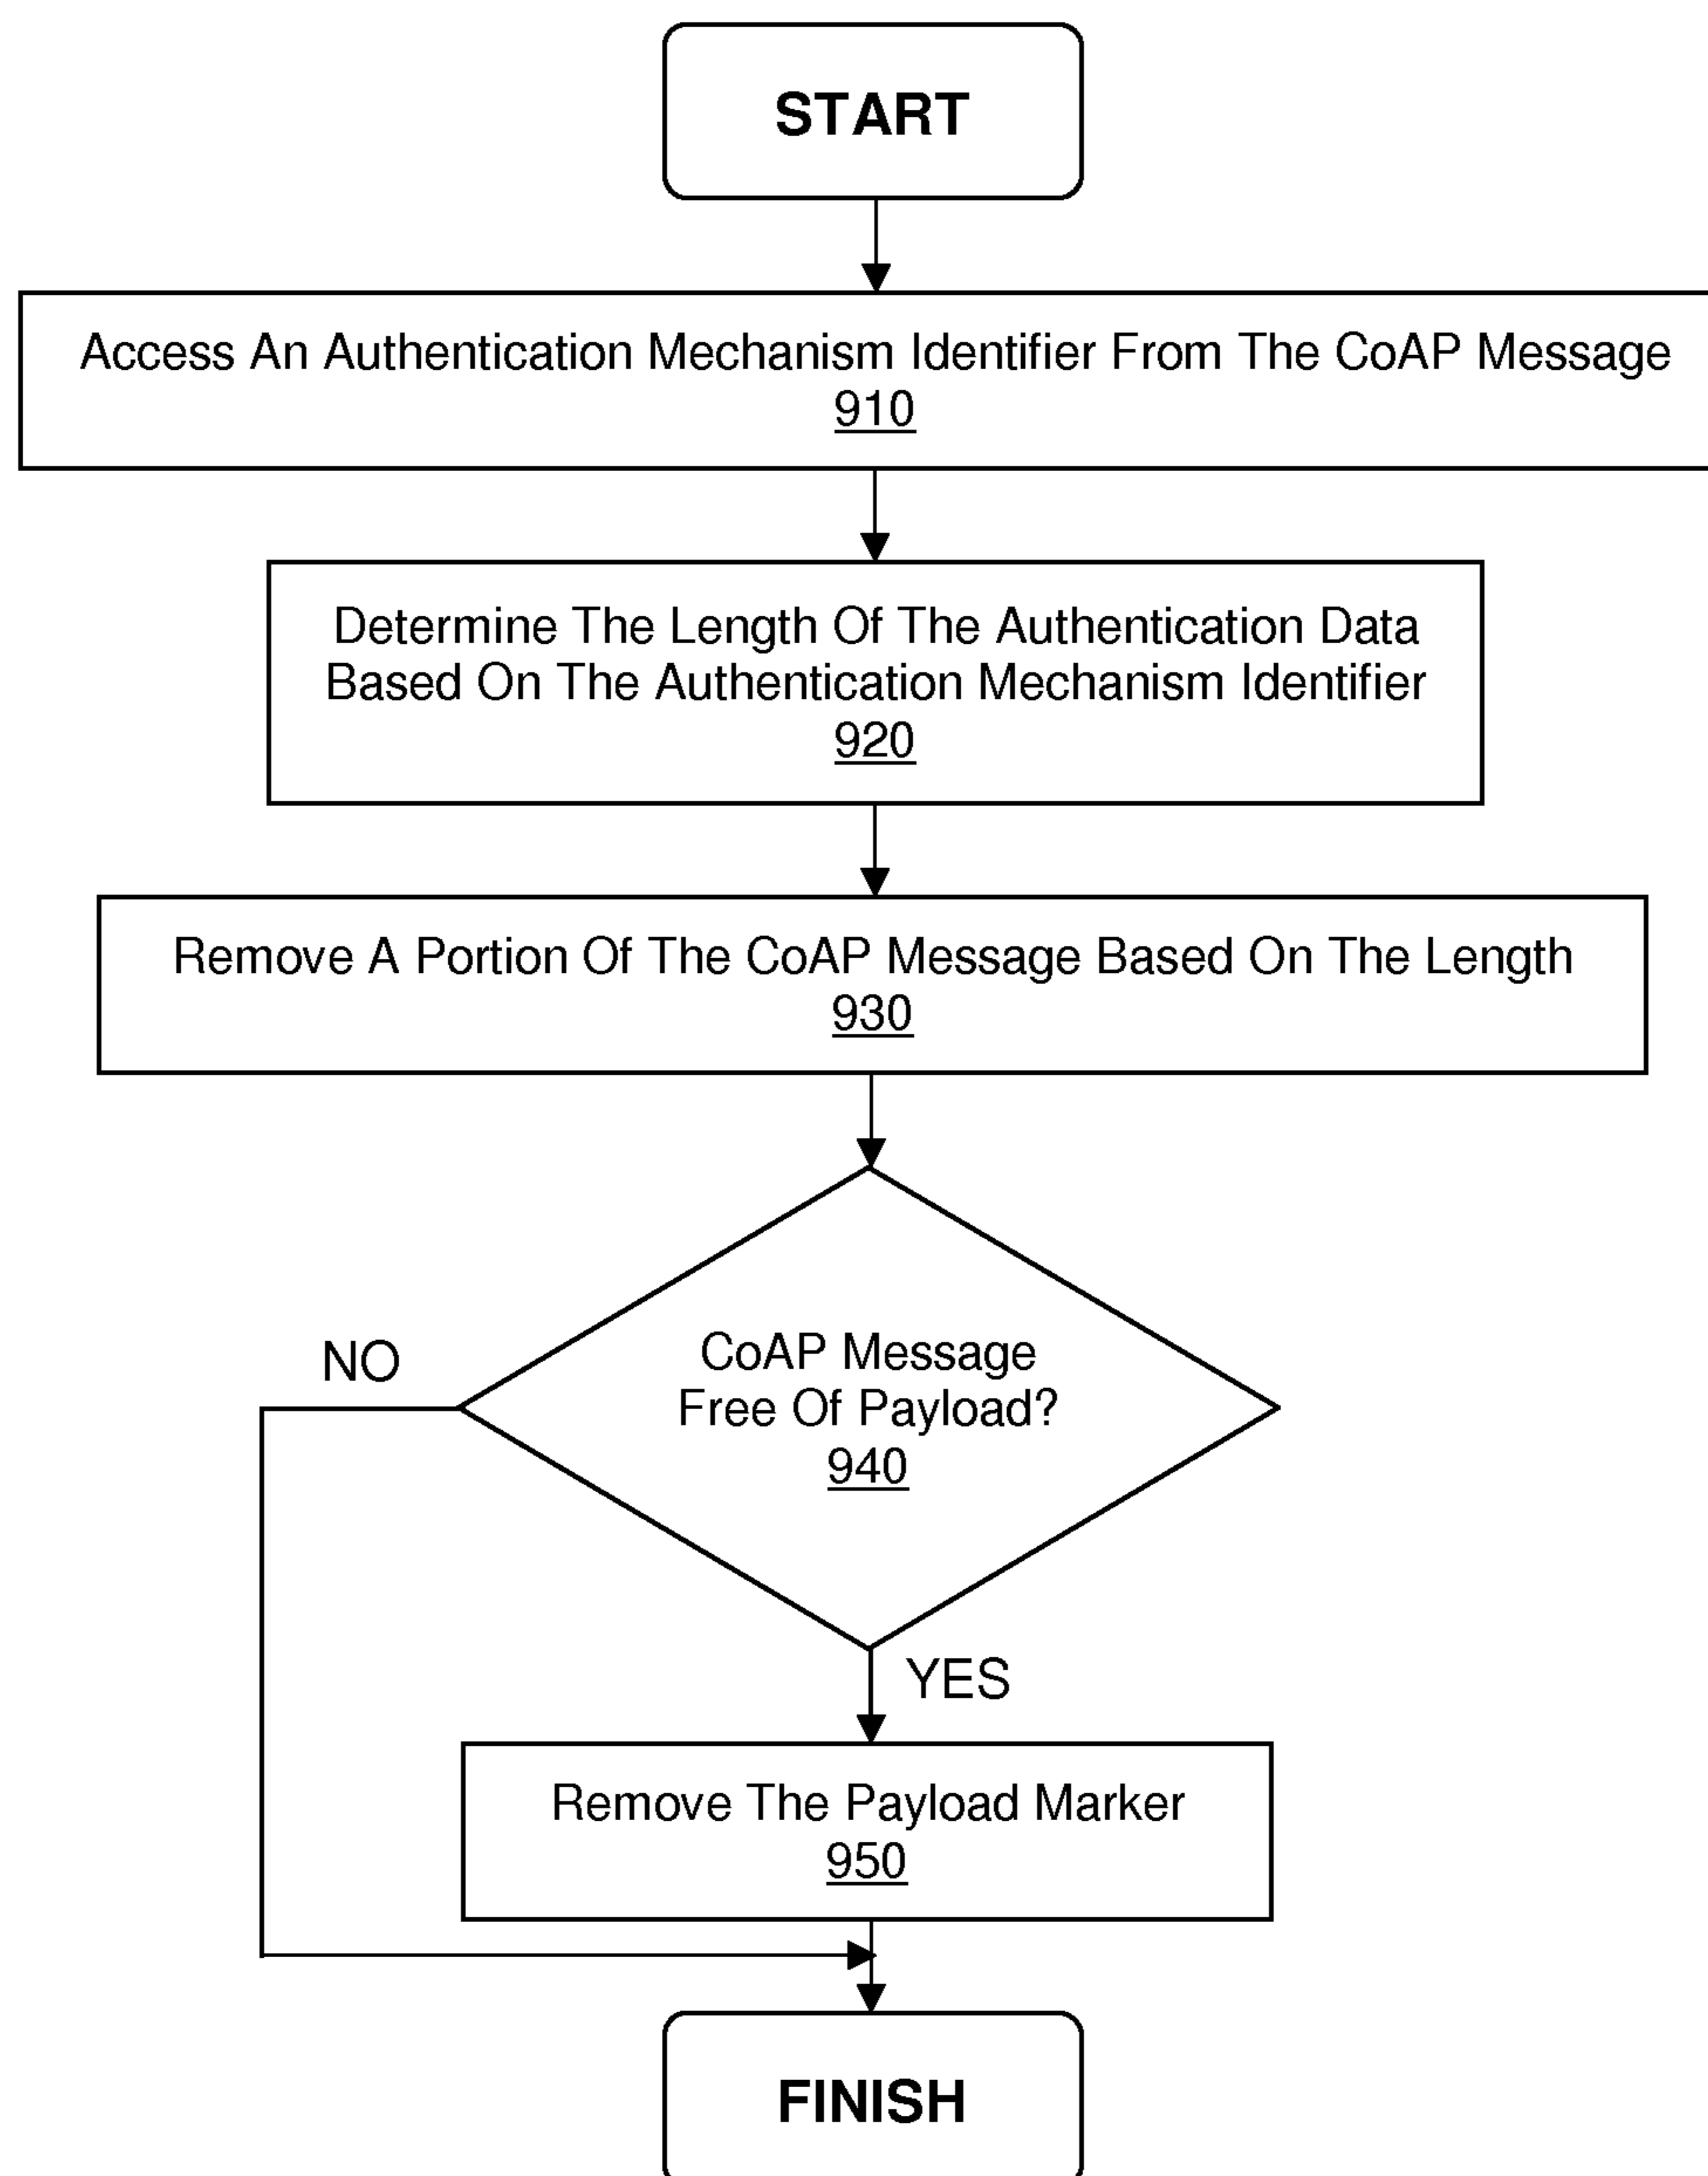 START
Access An Authentication Mechanism Identifier From The CoAP Message
910
Determine The Length Of The Authentication Data
Based On The Authentication Mechanism Identifier
920
Remove A Portion Of The CoAP Message Based On The Length
930
CoAP Message
Free Of Payload?
940
NO
YES
Remove The Payload Marker
950
FINISH